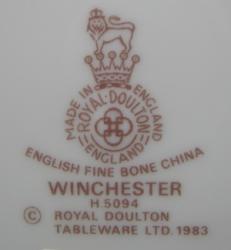 MADE IN ENGLAND
ROYAL·DOULTON
ENGLAND
ENGLISH FINE BONE CHINA
WINCHESTER
H.5094
© ROYAL DOULTON
TABLEWARE LTD. 1983